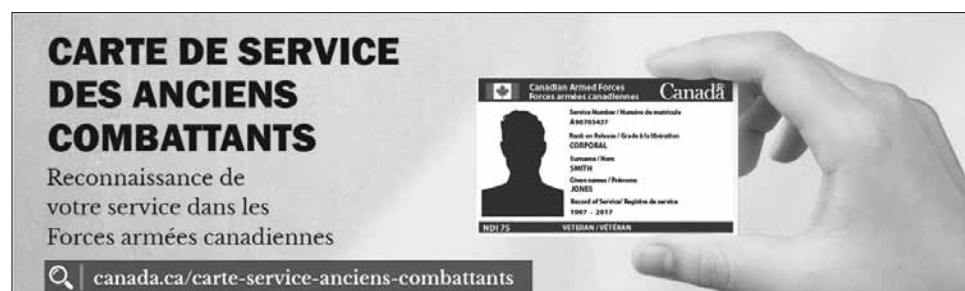 CARTE DE SERVICE
DES ANCIENS
COMBATTANTS
Reconnaissance de
votre service dans les
Forces armées canadiennes
canada.ca/carte-service-anciens-combattants
Canadian Armed Forces
Forces armées canadiennes
Canada
Service Number / Numéro de matricule
A98765437
Rank on Release / Grade à la libération
CORPORAL
Surname / Nom
SMITH
Given names / Prénoms
JONES
Record of Service/ Registre de service
1997 - 2017
NDI 75
VETERAN / VÉTÉRAN